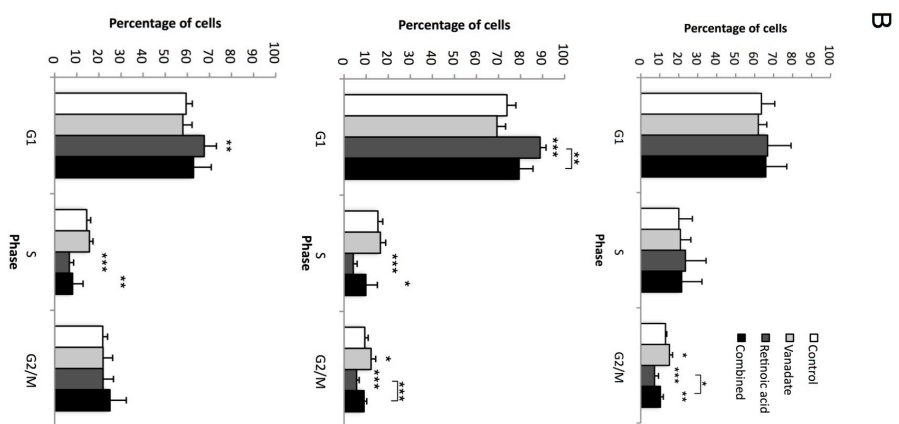 B
Percentage of cells
100
90
80
70
60
50
40
30
20
10
0
Control
Vanadate
Retinoic acid
Combined
*
* *** **
G1 S G2/M
Phase
Percentage of cells
100
90
80
70
60
50
40
30
20
10
0
**
***
*** *
***
* ***
G1 S G2/M
Phase
Percentage of cells
100
90
80
70
60
50
40
30
20
10
0
**
*** **
G1 S G2/M
Phase